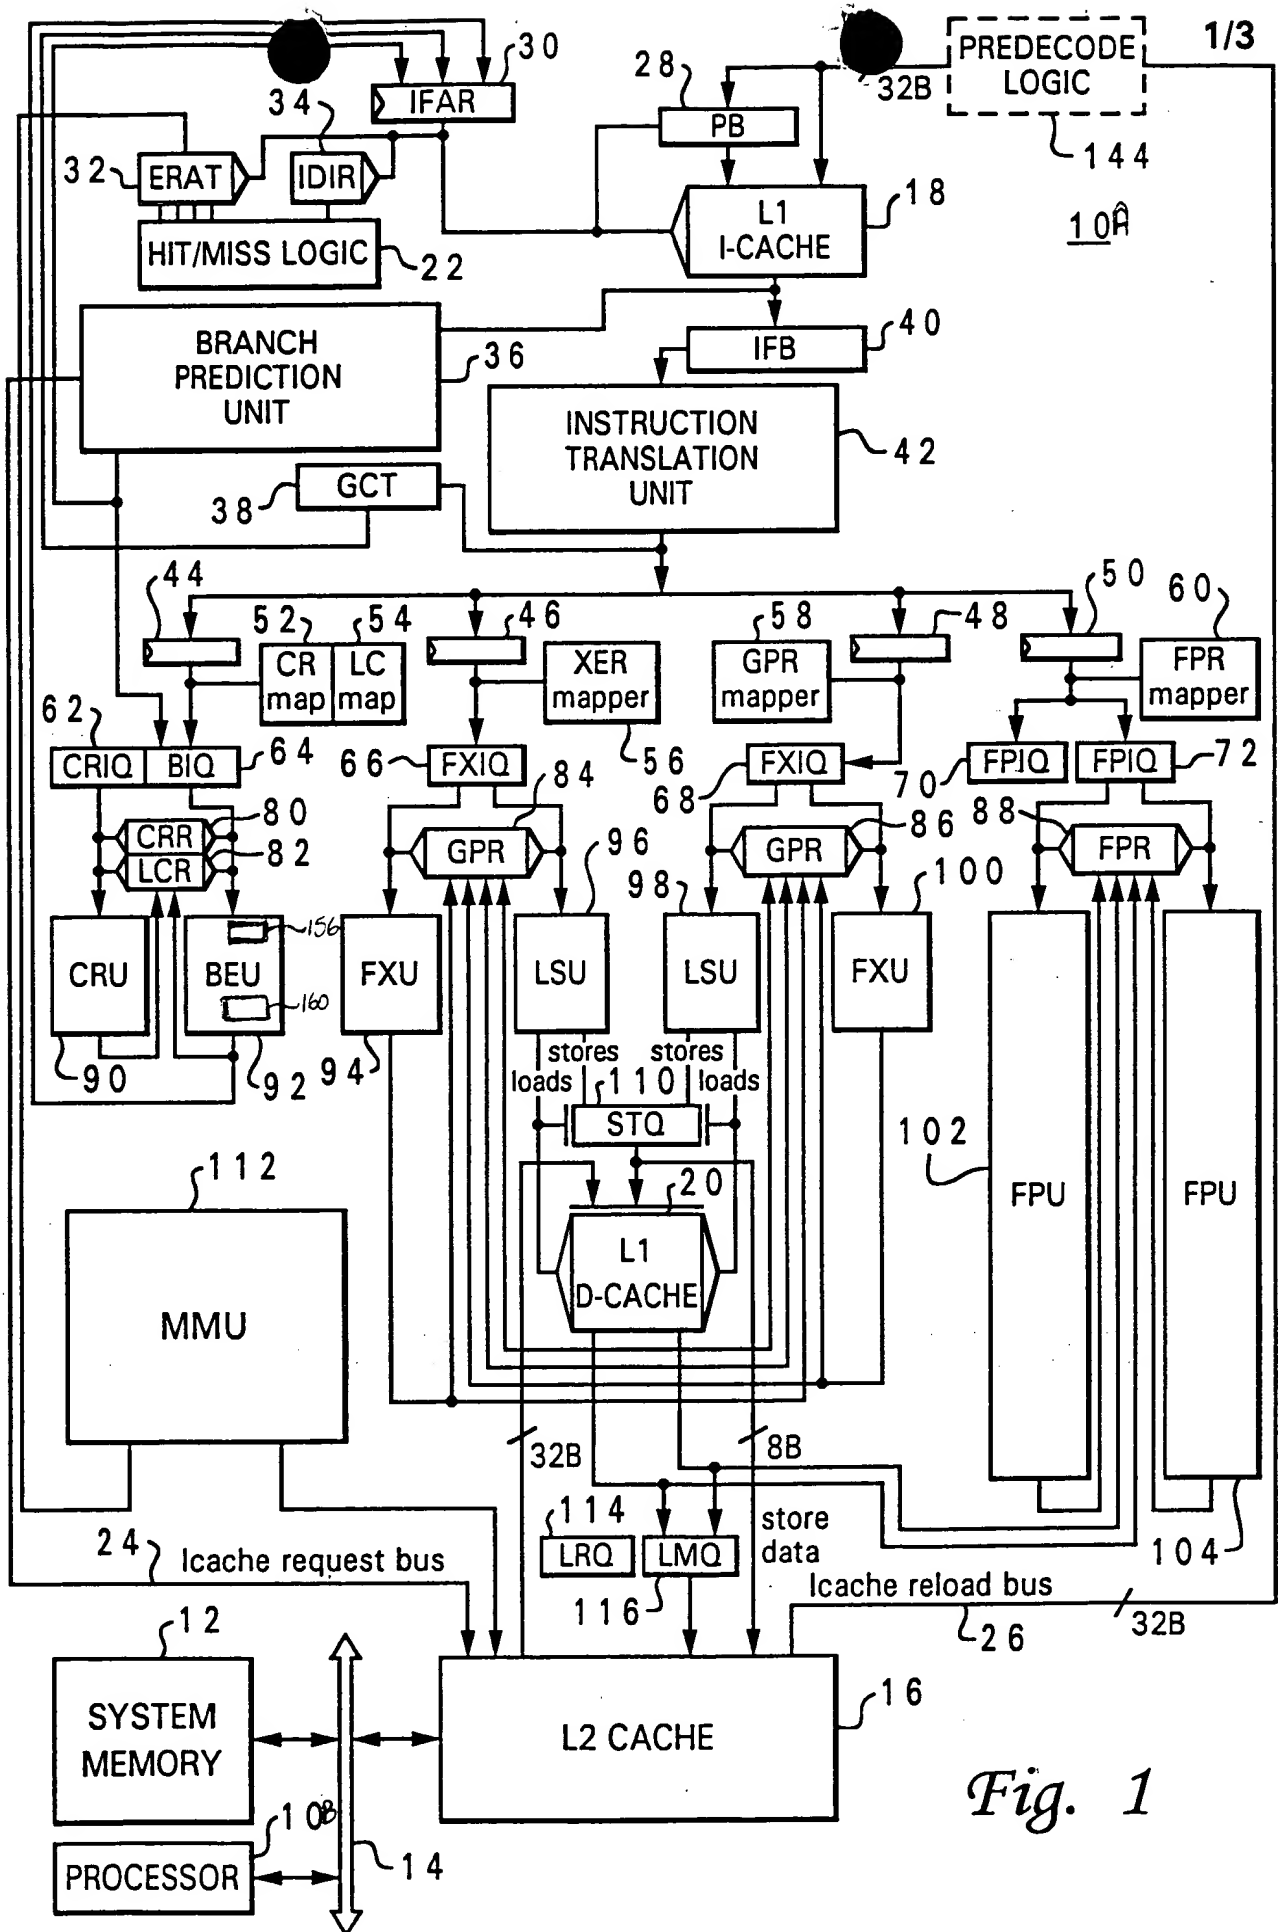 1/3
30
PREDECODE
LOGIC
28
32B
34
IFAR
PB
144
32
ERAT
IDIR
18
L1
I-CACHE
10A
HIT/MISS LOGIC
22
40
IFB
BRANCH
PREDICTION
UNIT
36
INSTRUCTION
TRANSLATION
UNIT
42
GCT
38
44
52
54
46
58
48
50
60
CR
map
LC
map
XER
mapper
GPR
mapper
FPR
mapper
62
64
CRIQ
BIQ
66
FXIQ
56
68
FXIQ
70
FPIQ
FPIQ
72
80
84
86
88
CRR
82
LCR
GPR
GPR
FPR
96
98
100
156
CRU
BEU
FXU
LSU
LSU
FXU
160
90
92
94
stores
stores
loads
110
loads
STQ
102
FPU
FPU
112
20
L1
D-CACHE
MMU
32B
8B
114
store
data
24
Icache request bus
LRQ
LMQ
104
116
Icache reload bus
26
32B
12
SYSTEM
MEMORY
16
L2 CACHE
10B
PROCESSOR
14
Fig. 1